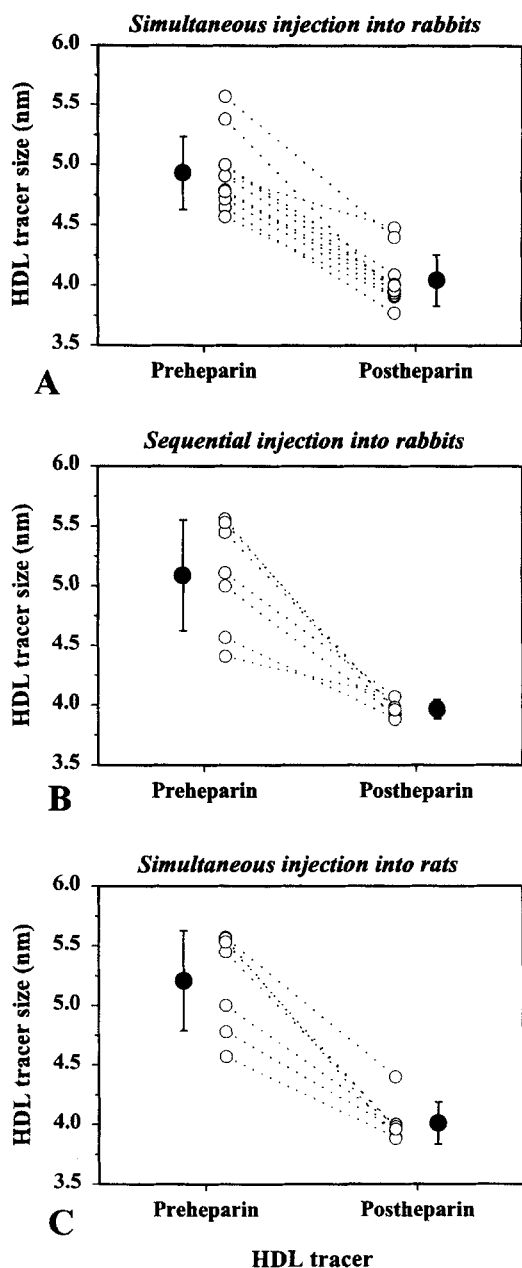 Simultaneous injection into rabbits
6.0
5.5
5.0
4.5
4.0
3.5
HDL tracer size (nm)
Preheparin Postheparin
A
Sequential injection into rabbits
6.0
5.5
5.0
4.5
4.0
3.5
HDL tracer size (nm)
Preheparin Postheparin
B
Simultaneous injection into rats
6.0
5.5
5.0
4.5
4.0
3.5
HDL tracer size (nm)
Preheparin Postheparin
C
HDL tracer